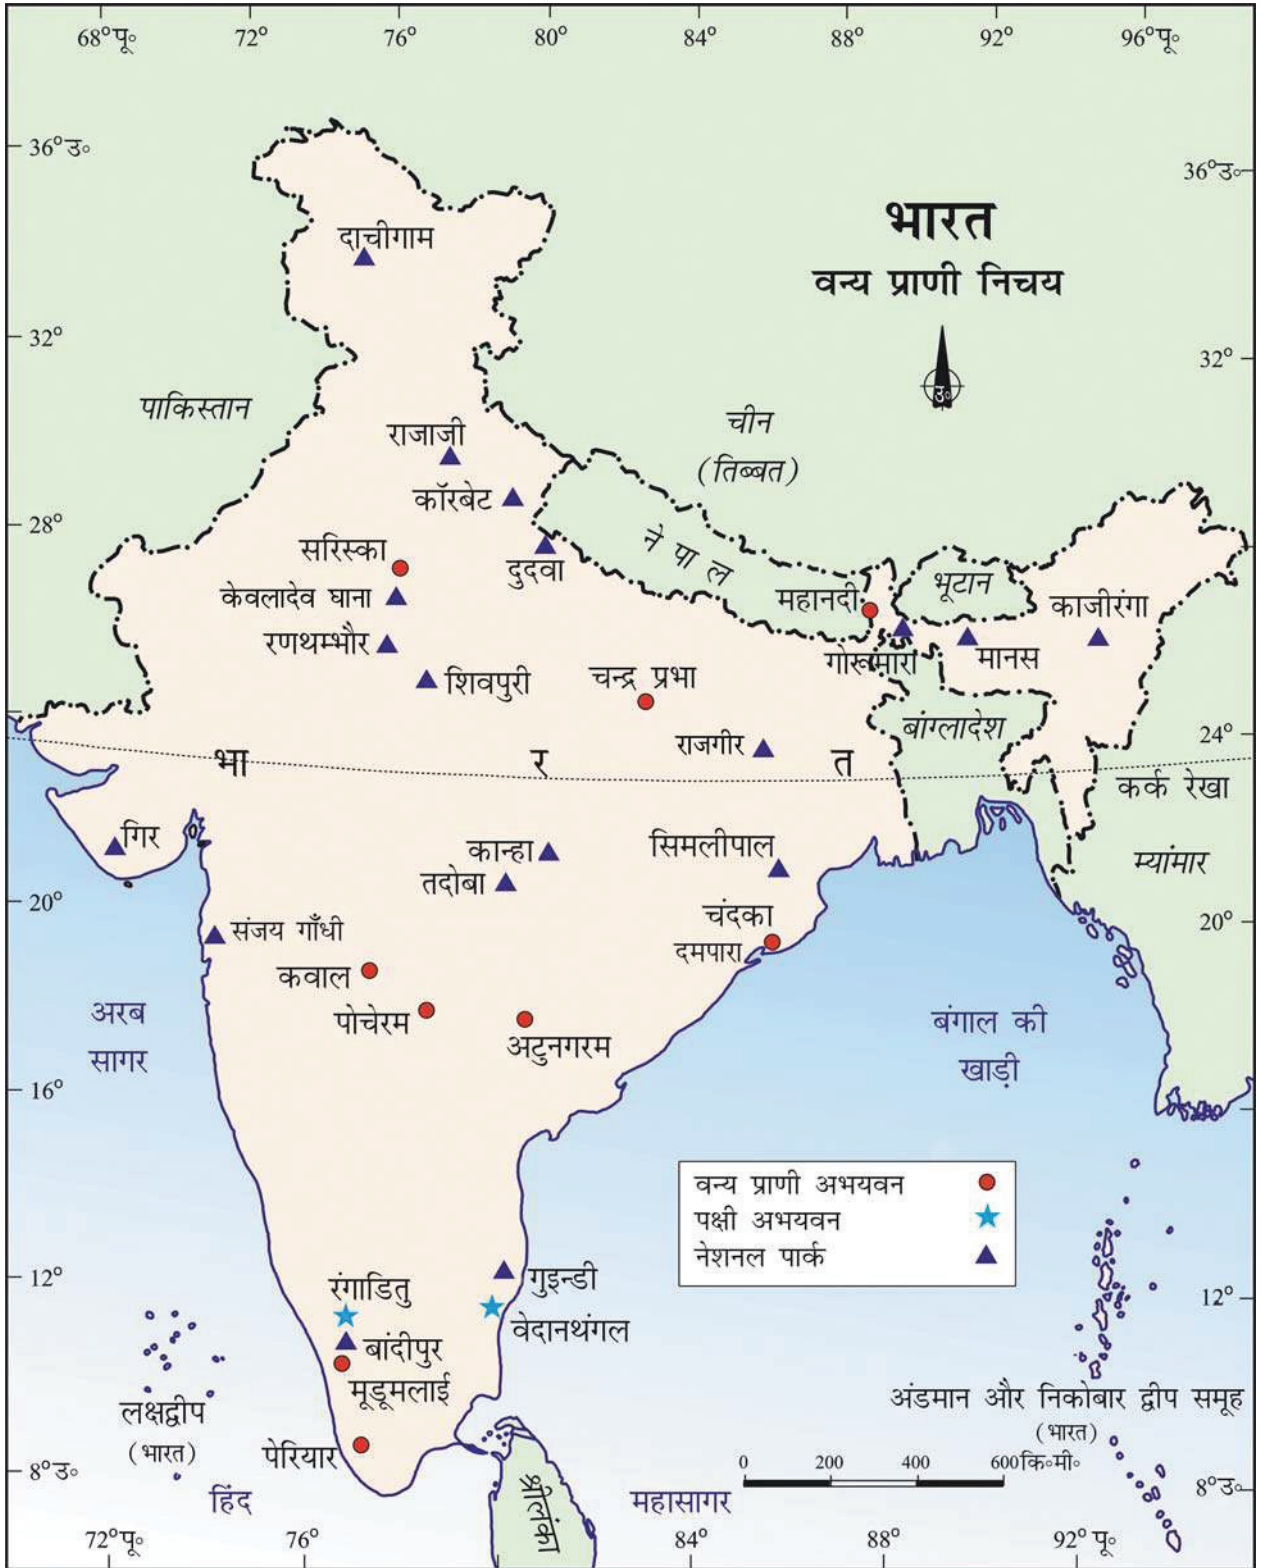 68°पू॰ 72° 76° 80° 84° 88° 92° 96°पू॰
36°उ॰
36°उ॰
भारत
वन्य प्राणी निचय
उ॰
दाचीगाम
32°
32°
पाकिस्तान
चीन
(तिब्बत)
राजाजी
कॉरबेट
28°
सरिस्का
दुदवा
नेपाल
केवलादेव घाना
महानदी
भूटान
काजीरंगा
रणथम्भौर
गोरूमारा
मानस
शिवपुरी
चन्द्र प्रभा
बांग्लादेश
राजगीर
24°
भा र त
कर्क रेखा
गिर
कान्हा
सिमलीपाल
म्यांमार
तदोबा
20°
20°
संजय गाँधी
चंदका
दमपारा
कवाल
पोचेरम
अटुनगरम
अरब
सागर
बंगाल की
खाड़ी
16°
वन्य प्राणी अभयवन
पक्षी अभयवन
नेशनल पार्क
12°
12°
रंगाडितु
गुइन्डी
वेदानथंगल
बांदीपुर
मूडूमलाई
लक्षद्वीप
(भारत)
अंडमान और निकोबार द्वीप समूह
(भारत)
पेरियार
0 200 400 600कि॰मी॰
8°उ॰
8°उ॰
हिंद
महासागर
श्रीलंका
72°पू॰ 76° 84° 88° 92°पू॰